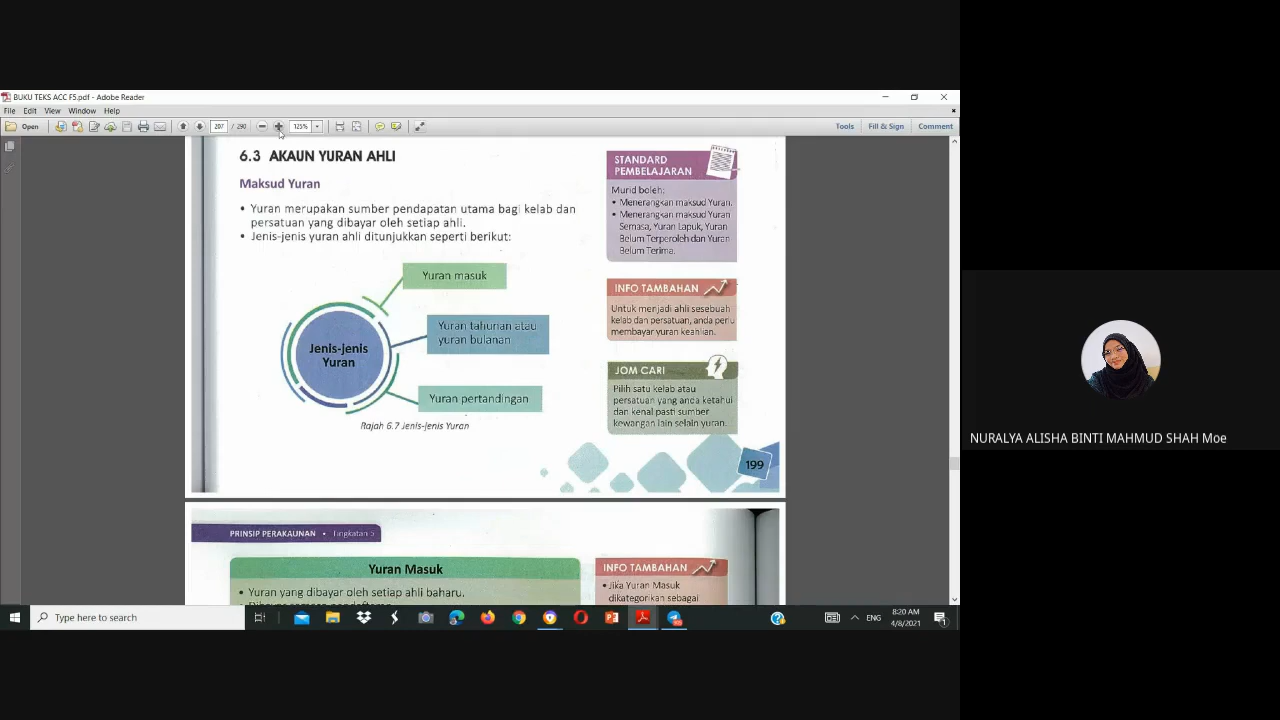 BUKU TEKS ACC F5.pdf - Adobe Reader
File Edit View Window Help
Open 207 / 290 125% Tools Fill & Sign Comment
6.3 AKAUN YURAN AHLI
Maksud Yuran
• Yuran merupakan sumber pendapatan utama bagi kelab dan
persatuan yang dibayar oleh setiap ahli.
• Jenis-jenis yuran ahli ditunjukkan seperti berikut:
Yuran masuk
Yuran tahunan atau
yuran bulanan
Jenis-jenis
Yuran
Yuran pertandingan
Rajah 6.7 Jenis-jenis Yuran
STANDARD
PEMBELAJARAN
Murid boleh:
• Menerangkan maksud Yuran.
• Menerangkan maksud Yuran
Semasa, Yuran Lapuk, Yuran
Belum Terperoleh dan Yuran
Belum Terima.
INFO TAMBAHAN
Untuk menjadi ahli sesebuah
kelab dan persatuan, anda perlu
membayar yuran keahlian.
JOM CARI
Pilih satu kelab atau
persatuan yang anda ketahui
dan kenal pasti sumber
kewangan lain selain yuran.
199
PRINSIP PERAKAUNAN • Tingkatan 5
Yuran Masuk
• Yuran yang dibayar oleh setiap ahli baharu.
INFO TAMBAHAN
• Jika Yuran Masuk
dikategorikan sebagai
Type here to search
ENG
8:20 AM
4/8/2021
NURALYA ALISHA BINTI MAHMUD SHAH Moe